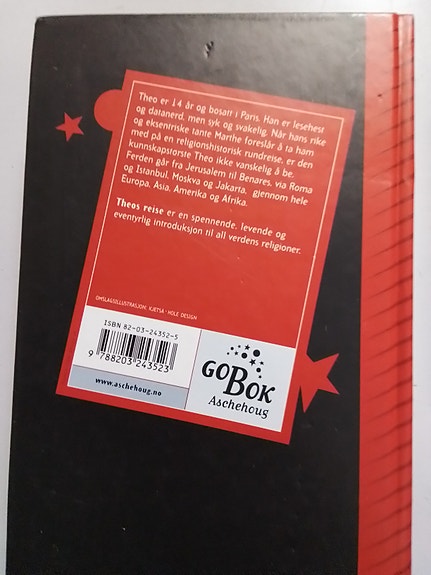 Theo er 14 år og bosatt i Paris. Han er lesehest
og datanerd, men syk og svakelig. Når hans rike
og eksentriske tante Marthe foreslår å ta ham
med på en religionshistorisk rundreise, er den
kunnskapstørste Theo ikke vanskelig å be.
Ferden går fra Jerusalem til Benares, via Roma
og Istanbul, Moskva og Jakarta, gjennom hele
Europa, Asia, Amerika og Afrika.
Theos reise er en spennende, levende og
eventyrlig introduksjon til all verdens religioner.
OMSLAGSILLUSTRASJON: KJETSA · HOLE DESIGN
ISBN 82-03-24352-5
9 788203 243523
www.aschehoug.no
GO
BOK
Aschehoug